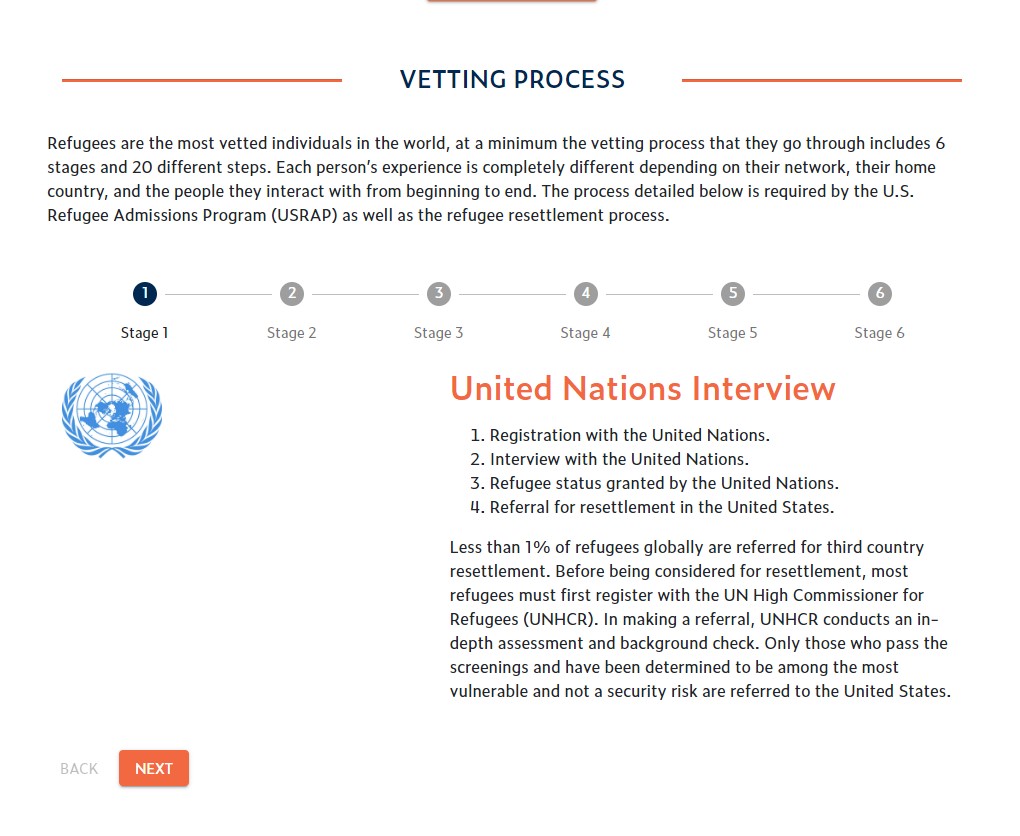 VETTING PROCESS
Refugees are the most vetted individuals in the world, at a minimum the vetting process that they go through includes 6
stages and 20 different steps. Each person's experience is completely different depending on their network, their home
country, and the people they interact with from beginning to end. The process detailed below is required by the U.S.
Refugee Admissions Program (USRAP) as well as the refugee resettlement process.
1 2 3 4 5 6
Stage 1 Stage 2 Stage 3 Stage 4 Stage 5 Stage 6
United Nations Interview
1. Registration with the United Nations.
2. Interview with the United Nations.
3. Refugee status granted by the United Nations.
4. Referral for resettlement in the United States.
Less than 1% of refugees globally are referred for third country
resettlement. Before being considered for resettlement, most
refugees must first register with the UN High Commissioner for
Refugees (UNHCR). In making a referral, UNHCR conducts an in-
depth assessment and background check. Only those who pass the
screenings and have been determined to be among the most
vulnerable and not a security risk are referred to the United States.
BACK NEXT